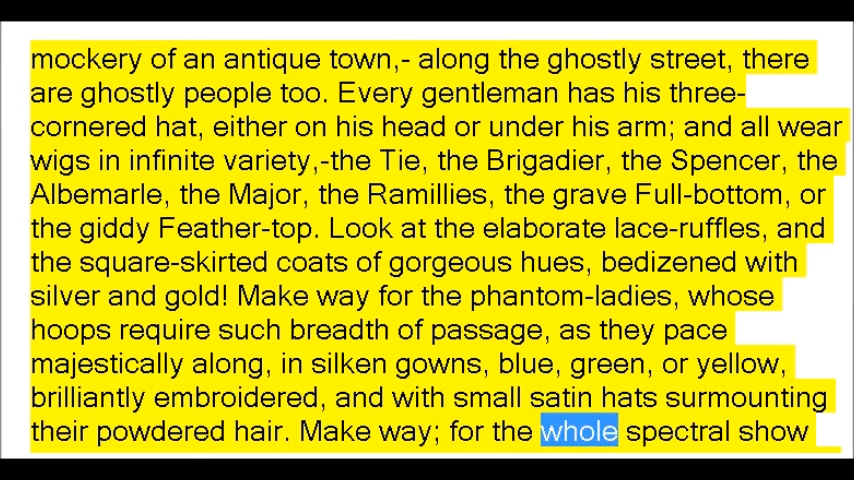 mockery of an antique town,- along the ghostly street, there
are ghostly people too. Every gentleman has his three-
cornered hat, either on his head or under his arm; and all wear
wigs in infinite variety,-the Tie, the Brigadier, the Spencer, the
Albemarle, the Major, the Ramillies, the grave Full-bottom, or
the giddy Feather-top. Look at the elaborate lace-ruffles, and
the square-skirted coats of gorgeous hues, bedizened with
silver and gold! Make way for the phantom-ladies, whose
hoops require such breadth of passage, as they pace
majestically along, in silken gowns, blue, green, or yellow,
brilliantly embroidered, and with small satin hats surmounting
their powdered hair. Make way; for the whole spectral show